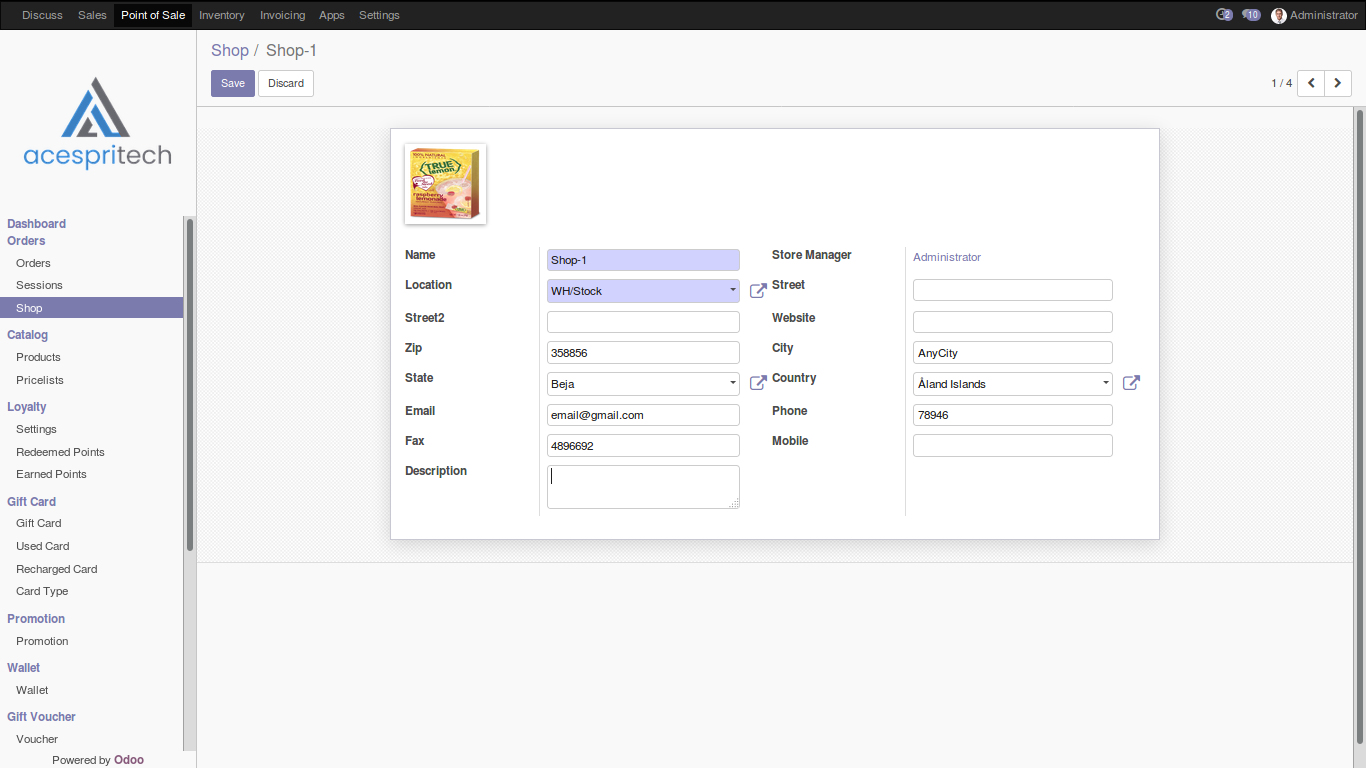 Discuss Sales Point of Sale Inventory Invoicing Apps Settings 2 10 Administrator
acespritech
Dashboard
Orders
Orders
Sessions
Shop
Catalog
Products
Pricelists
Loyalty
Settings
Redeemed Points
Earned Points
Gift Card
Gift Card
Used Card
Recharged Card
Card Type
Promotion
Promotion
Wallet
Wallet
Gift Voucher
Voucher
Powered by Odoo
Shop / Shop-1
Save Discard 1 / 4
100% NATURAL
TRUE
lemon
raspberry
lemonade
Name Shop-1 Store Manager Administrator
Location WH/Stock Street
Street2 Website
Zip 358856 City AnyCity
State Beja Country Åland Islands
Email email@gmail.com Phone 78946
Fax 4896692 Mobile
Description